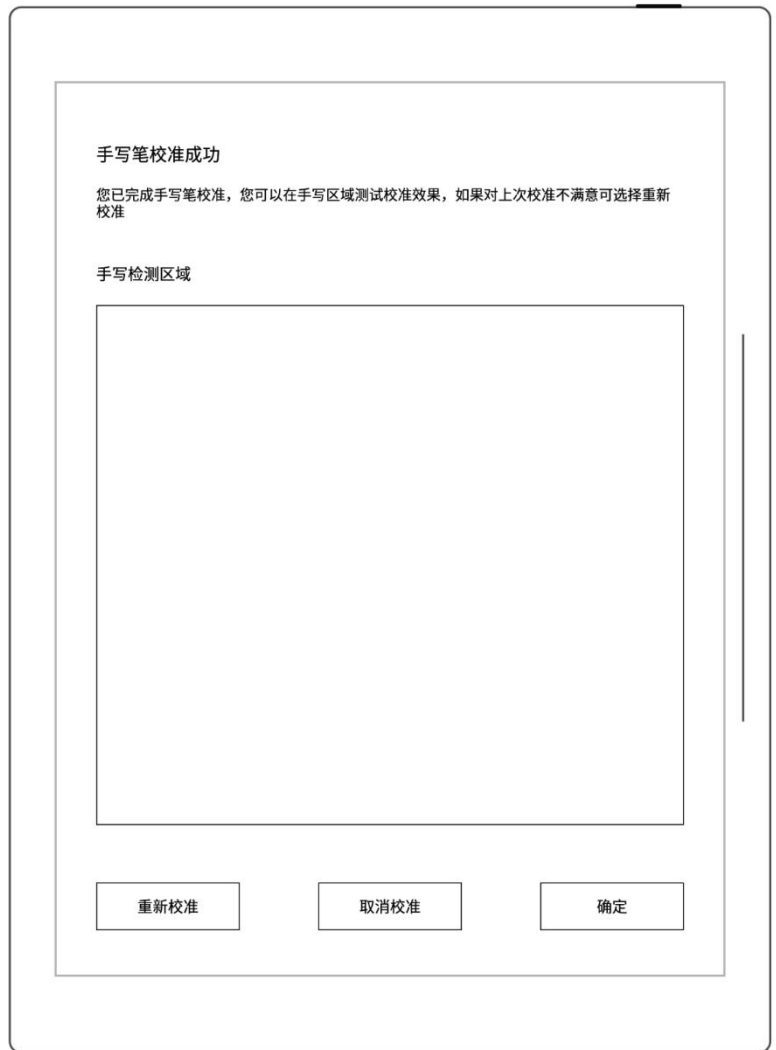 手写笔校准成功
您已完成手写笔校准，您可以在手写区域测试校准效果，如果对上次校准不满意可选择重新
校准
手写检测区域
重新校准
取消校准
确定